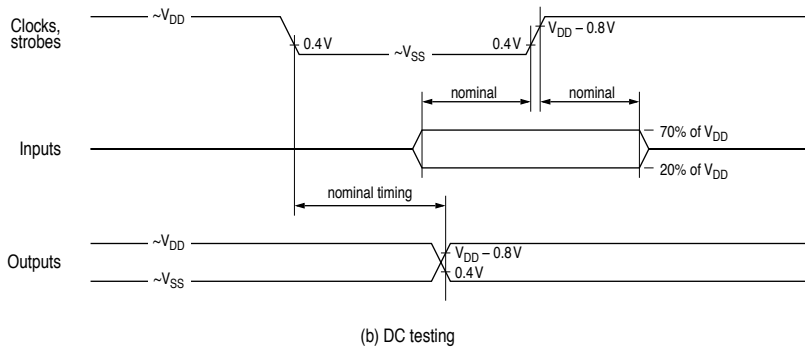 Clocks,
strobes
~VDD
0.4 V
~VSS
0.4 V
VDD – 0.8 V
nominal
nominal
Inputs
70% of VDD
20% of VDD
nominal timing
Outputs
~VDD
VDD – 0.8 V
0.4 V
~VSS
(b) DC testing